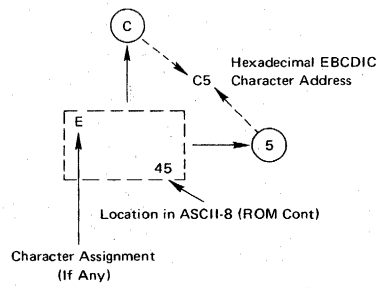 C
Hexadecimal EBCDIC
C5
Character Address
E
5
45
Location in ASCII-8 (ROM Cont)
Character Assignment
(If Any)